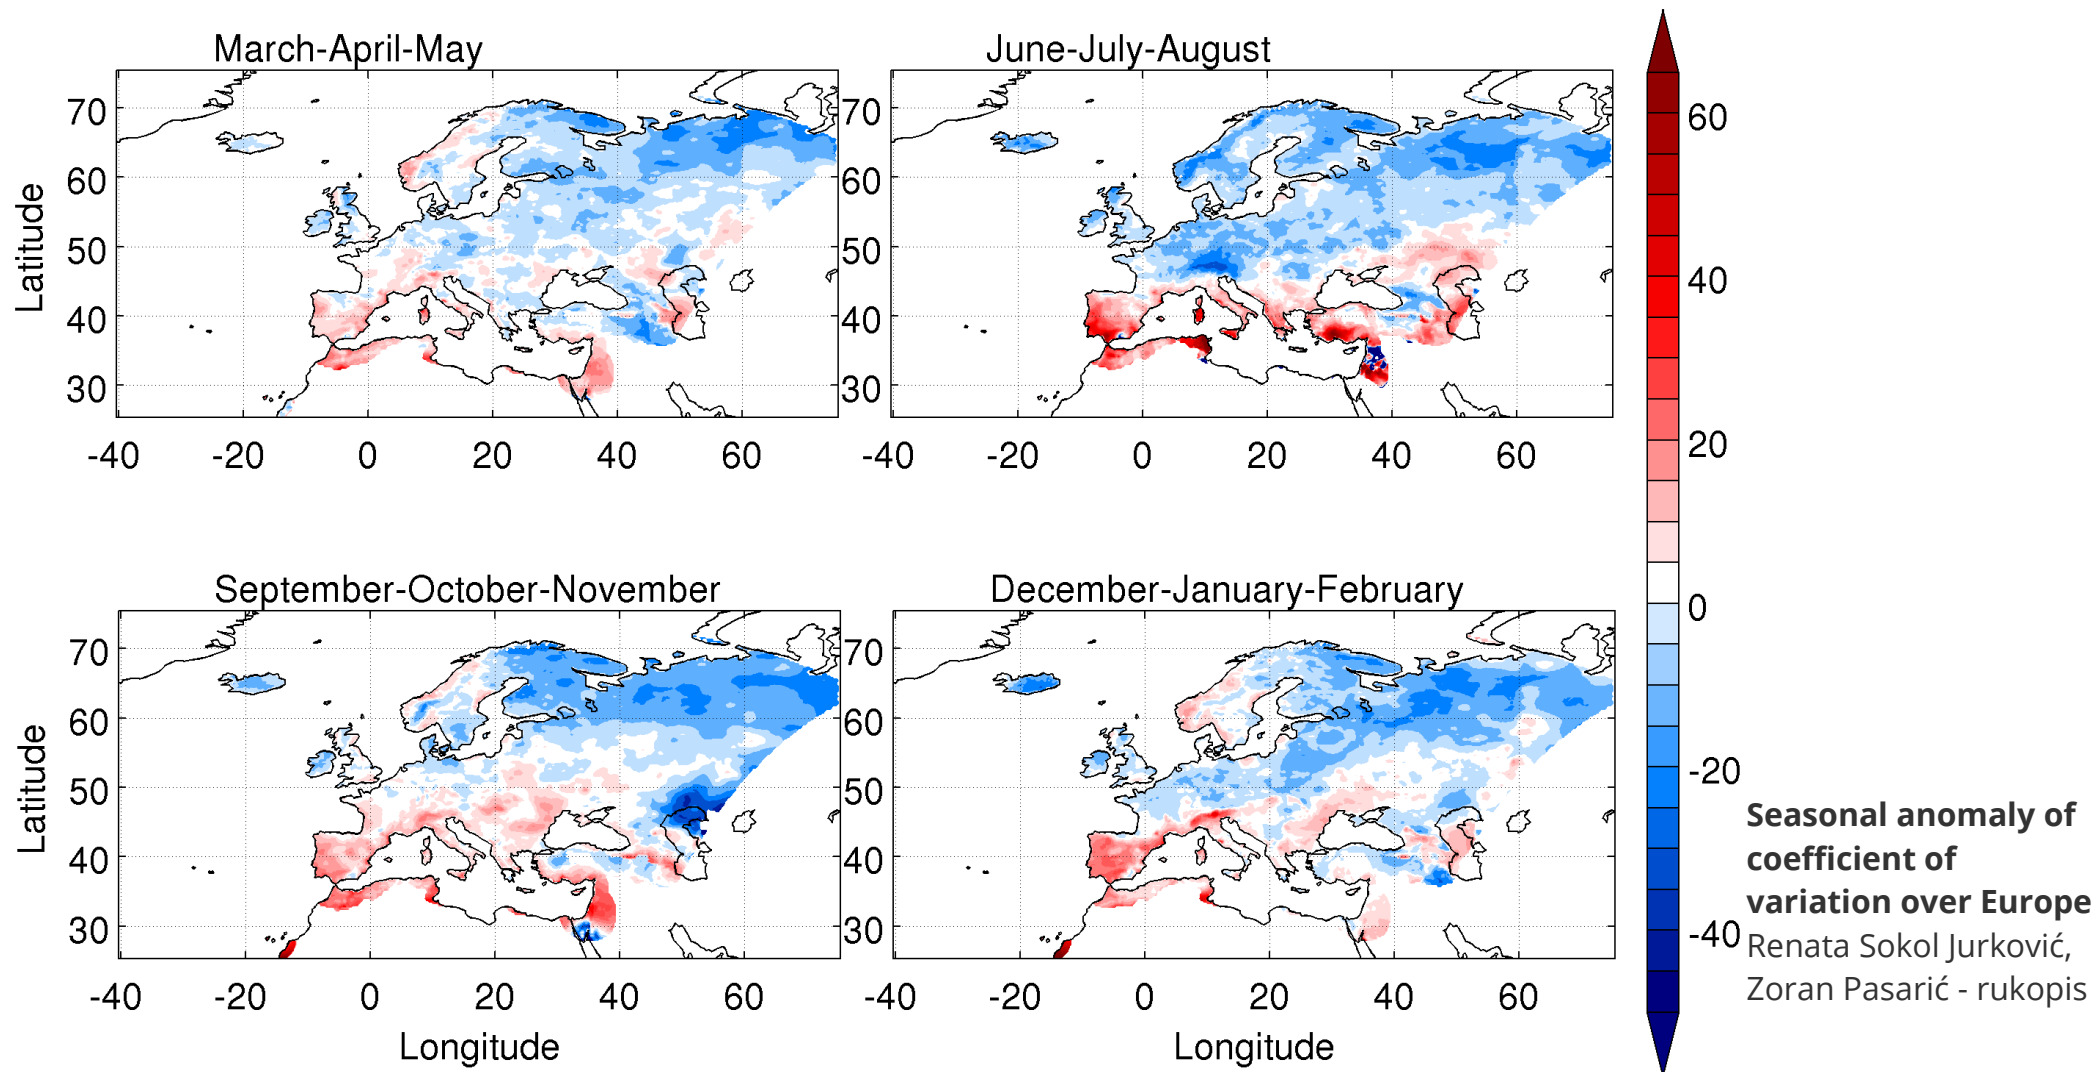 March-April-May
June-July-August
70
60
50
40
30
-40 -20 0 20 40 60
Latitude
70
60
50
40
30
-40 -20 0 20 40 60
September-October-November
December-January-February
70
60
50
40
30
-40 -20 0 20 40 60
Latitude
Longitude
70
60
50
40
30
-40 -20 0 20 40 60
Longitude
60
40
20
0
-20
-40
Seasonal anomaly of
coefficient of
variation over Europe
Renata Sokol Jurković,
Zoran Pasarić - rukopis